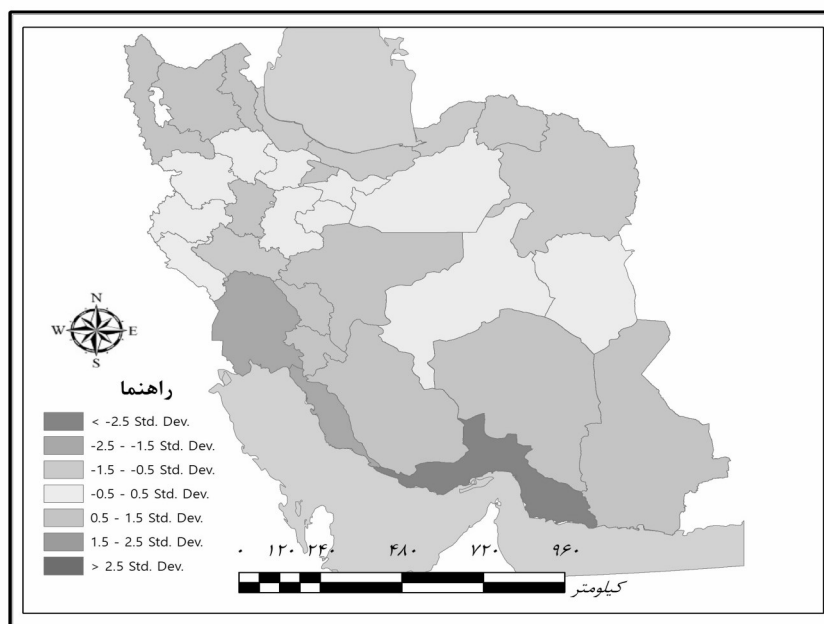 N
W E
S
راهنما
< -2.5 Std. Dev.
-2.5 - -1.5 Std. Dev.
-1.5 - -0.5 Std. Dev.
-0.5 - 0.5 Std. Dev.
0.5 - 1.5 Std. Dev.
1.5 - 2.5 Std. Dev.
> 2.5 Std. Dev.
۰ ۱۲۰ ۲۴۰ ۴۸۰ ۷۲۰ ۹۶۰
کیلومتر